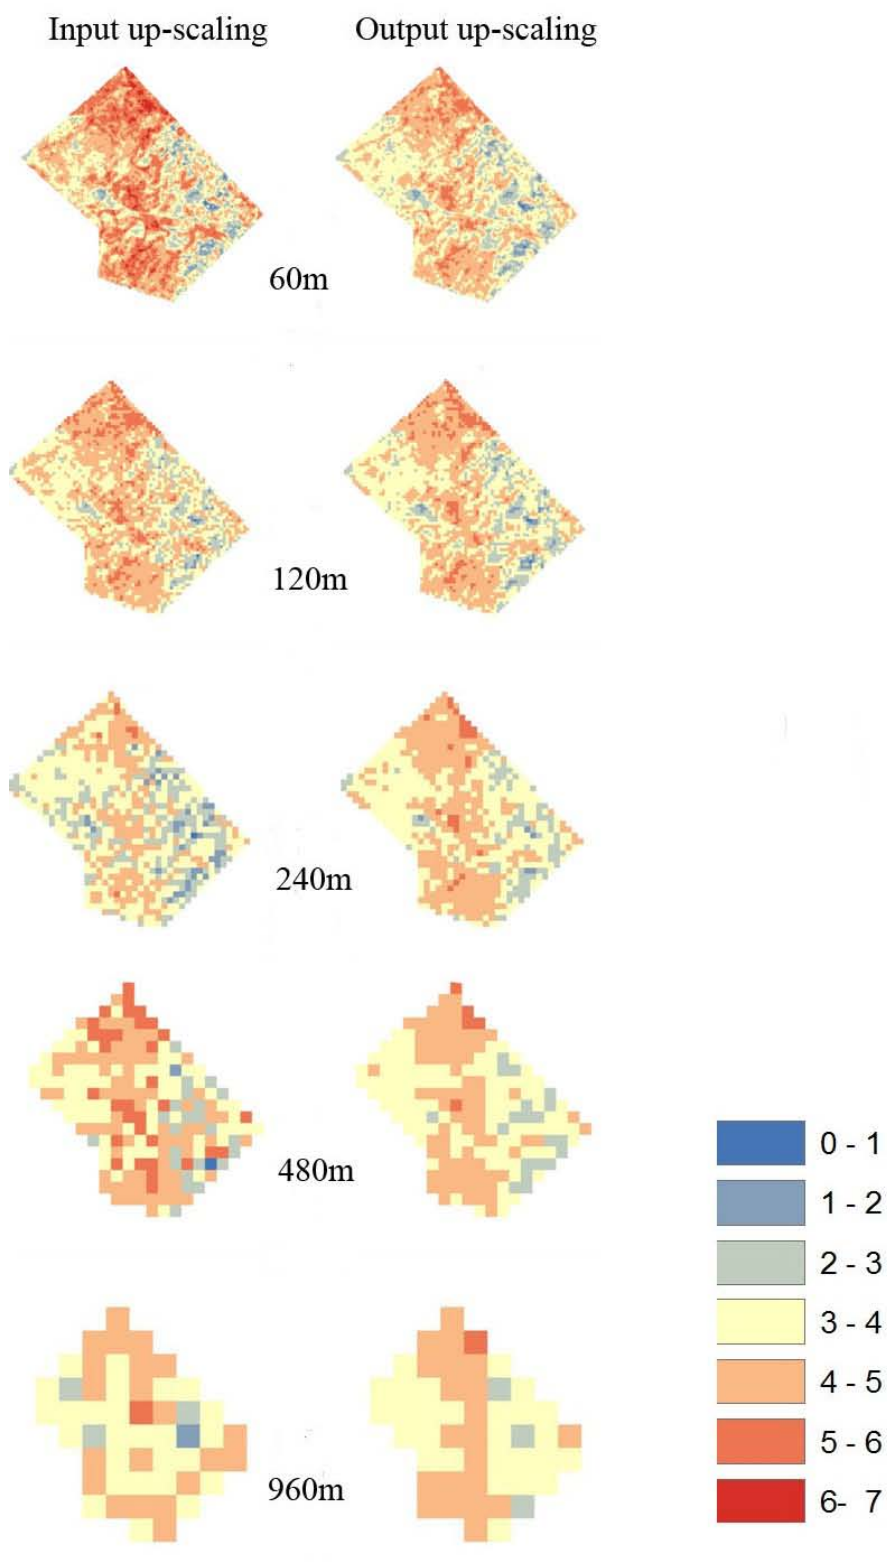 Input up-scaling
Output up-scaling
60m
120m
240m
480m
960m
0 - 1
1 - 2
2 - 3
3 - 4
4 - 5
5 - 6
6- 7